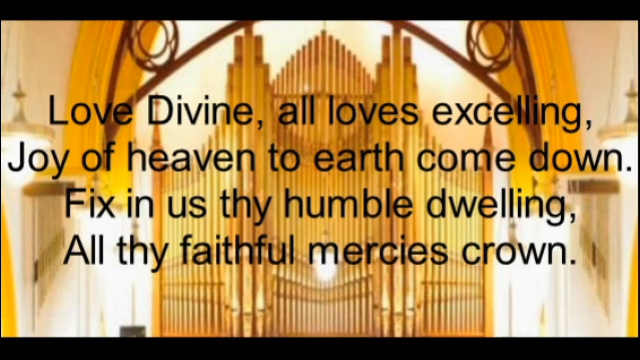 Love Divine, all loves excelling,
Joy of heaven to earth come down.
Fix in us thy humble dwelling,
All thy faithful mercies crown.